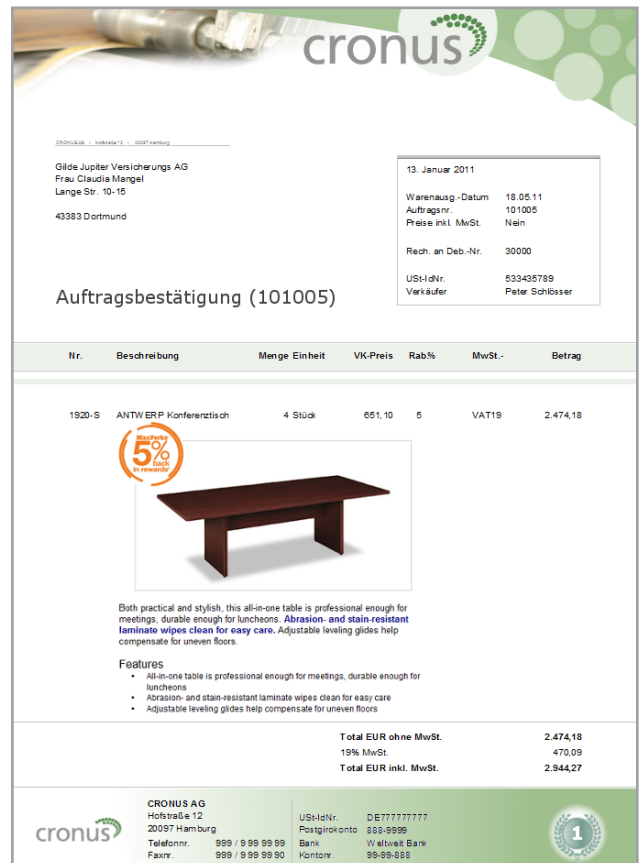 cronus
CRONUS AG - Hofstraße 12 - 20097 Hamburg
Gilde Jupiter Versicherungs AG
Frau Claudia Mangel
Lange Str. 10-15
43383 Dortmund
13. Januar 2011
Warenausg.-Datum 18.05.11
Auftragsnr. 101005
Preise inkl. MwSt. Nein
Rech. an Deb.-Nr. 30000
USt-IdNr. 533435789
Verkäufer Peter Schlösser
Auftragsbestätigung (101005)
Nr. Beschreibung Menge Einheit VK-Preis Rab% MwSt.- Betrag
1920-S ANTWERP Konferenztisch 4 Stück 651,10 5 VAT19 2.474,18
MaxPerks
5%
back
in rewards
Both practical and stylish, this all-in-one table is professional enough for
meetings, durable enough for luncheons. Abrasion- and stain-resistant
laminate wipes clean for easy care. Adjustable leveling glides help
compensate for uneven floors.
Features
• All-in-one table is professional enough for meetings, durable enough for
luncheons
• Abrasion- and stain-resistant laminate wipes clean for easy care
• Adjustable leveling glides help compensate for uneven floors
Total EUR ohne MwSt. 2.474,18
19% MwSt. 470,09
Total EUR inkl. MwSt. 2.944,27
cronus
CRONUS AG
Hofstraße 12
20097 Hamburg
Telefonnr. 999 / 9 99 99 99
Faxnr. 999 / 9 99 99 90
USt-IdNr. DE777777777
Postgirokonto 888-9999
Bank Weltweit Bank
Kontonr. 99-99-888
1